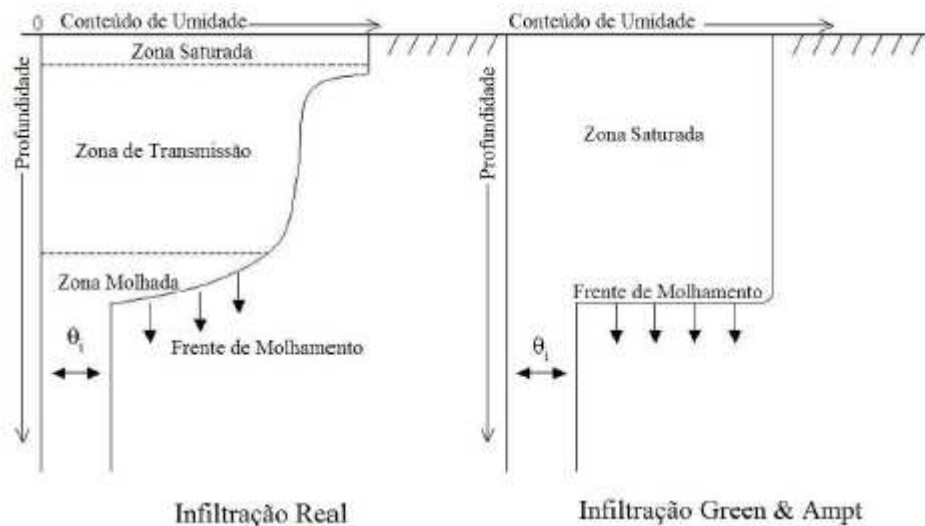 0 Conteúdo de Umidade
Zona Saturada
Profundidade
Zona de Transmissão
Zona Molhada
θi
Frente de Molhamento
Infiltração Real
Conteúdo de Umidade
Profundidade
Zona Saturada
Frente de Molhamento
θi
Infiltração Green & Ampt